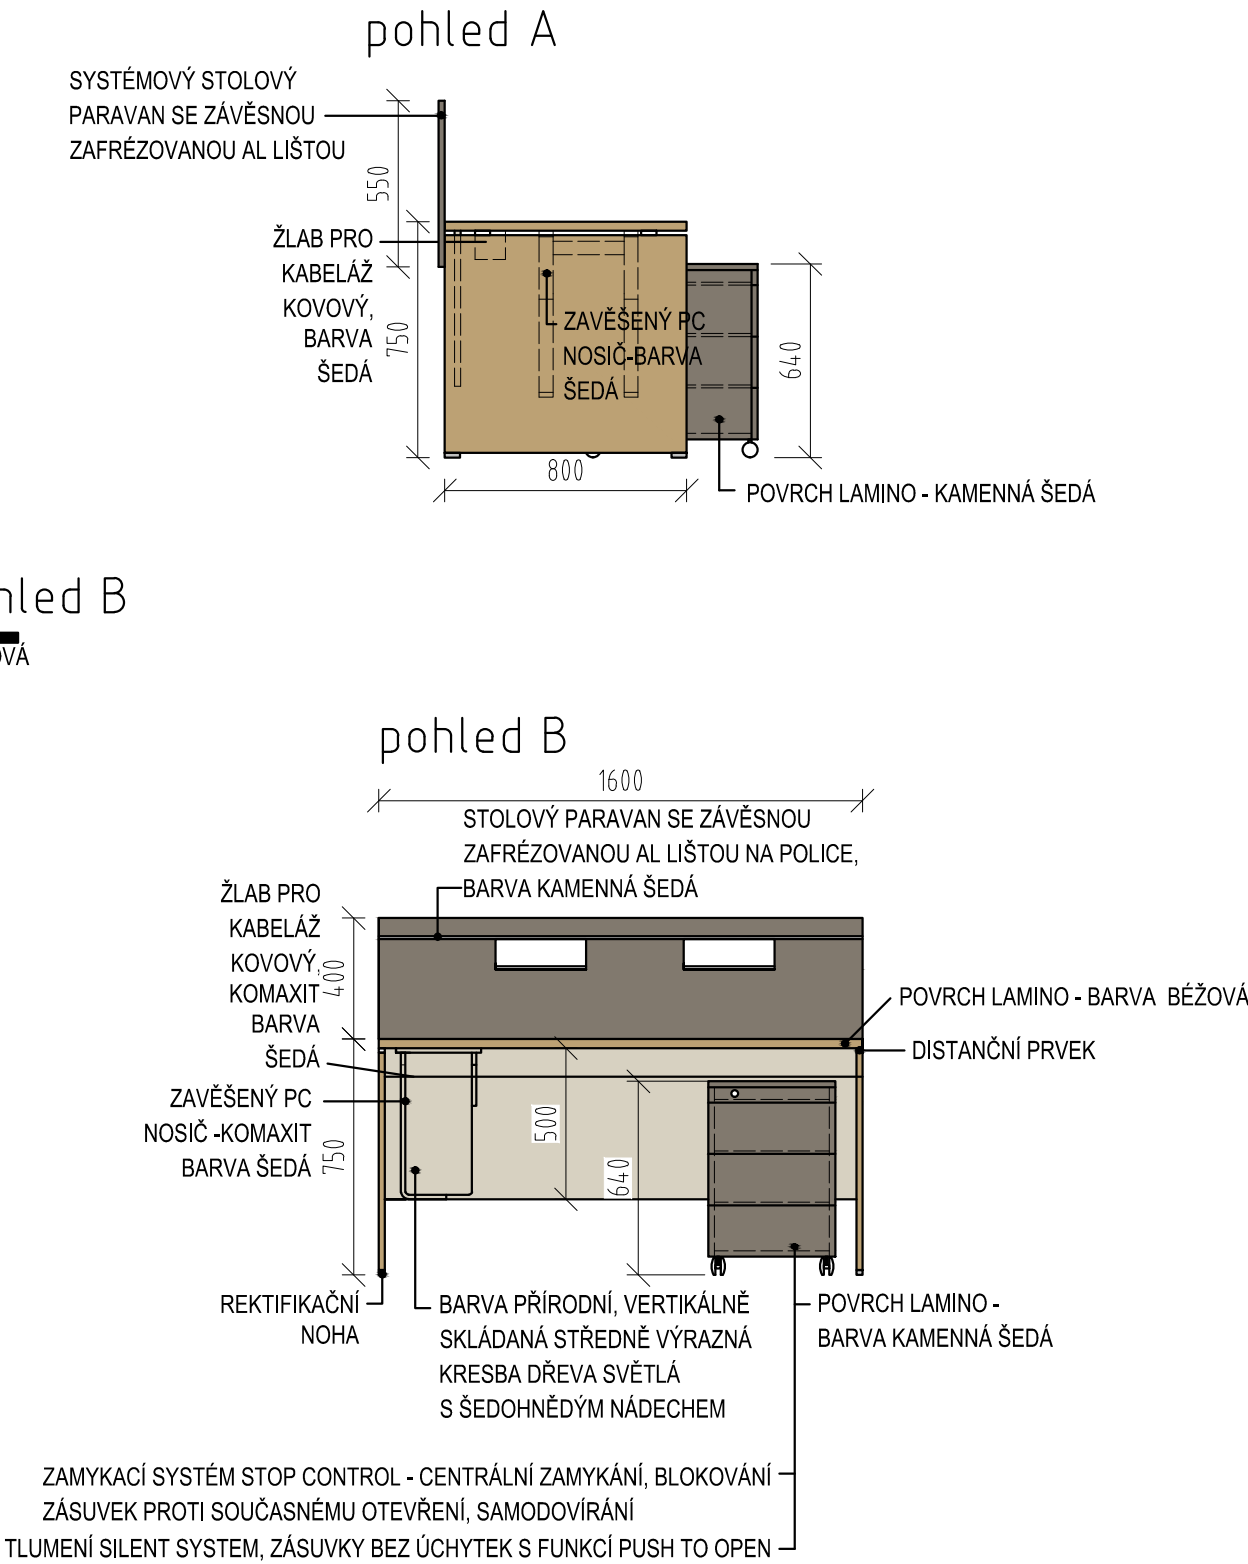 pohled A
SYSTÉMOVÝ STOLOVÝ
PARAVAN SE ZÁVĚSNOU
ZAFRÉZOVANOU AL LIŠTOU
550
ŽLAB PRO
KABELÁŽ
KOVOVÝ,
BARVA
ŠEDÁ
750
ZAVĚŠENÝ PC
NOSIČ-BARVA
ŠEDÁ
640
800
POVRCH LAMINO - KAMENNÁ ŠEDÁ
hled B
OVÁ
pohled B
1600
STOLOVÝ PARAVAN SE ZÁVĚSNOU
ZAFRÉZOVANOU AL LIŠTOU NA POLICE,
BARVA KAMENNÁ ŠEDÁ
ŽLAB PRO
KABELÁŽ
KOVOVÝ,
KOMAXIT
BARVA
ŠEDÁ
400
POVRCH LAMINO - BARVA BÉŽOVÁ
DISTANČNÍ PRVEK
ZAVĚŠENÝ PC
NOSIČ -KOMAXIT
BARVA ŠEDÁ
750
500
640
REKTIFIKAČNÍ
NOHA
BARVA PŘÍRODNÍ, VERTIKÁLNĚ
SKLÁDANÁ STŘEDNĚ VÝRAZNÁ
KRESBA DŘEVA SVĚTLÁ
S ŠEDOHNĚDÝM NÁDECHEM
POVRCH LAMINO -
BARVA KAMENNÁ ŠEDÁ
ZAMYKACÍ SYSTÉM STOP CONTROL - CENTRÁLNÍ ZAMYKÁNÍ, BLOKOVÁNÍ
ZÁSUVEK PROTI SOUČASNÉMU OTEVŘENÍ, SAMODOVÍRÁNÍ
TLUMENÍ SILENT SYSTEM, ZÁSUVKY BEZ ÚCHYTEK S FUNKCÍ PUSH TO OPEN